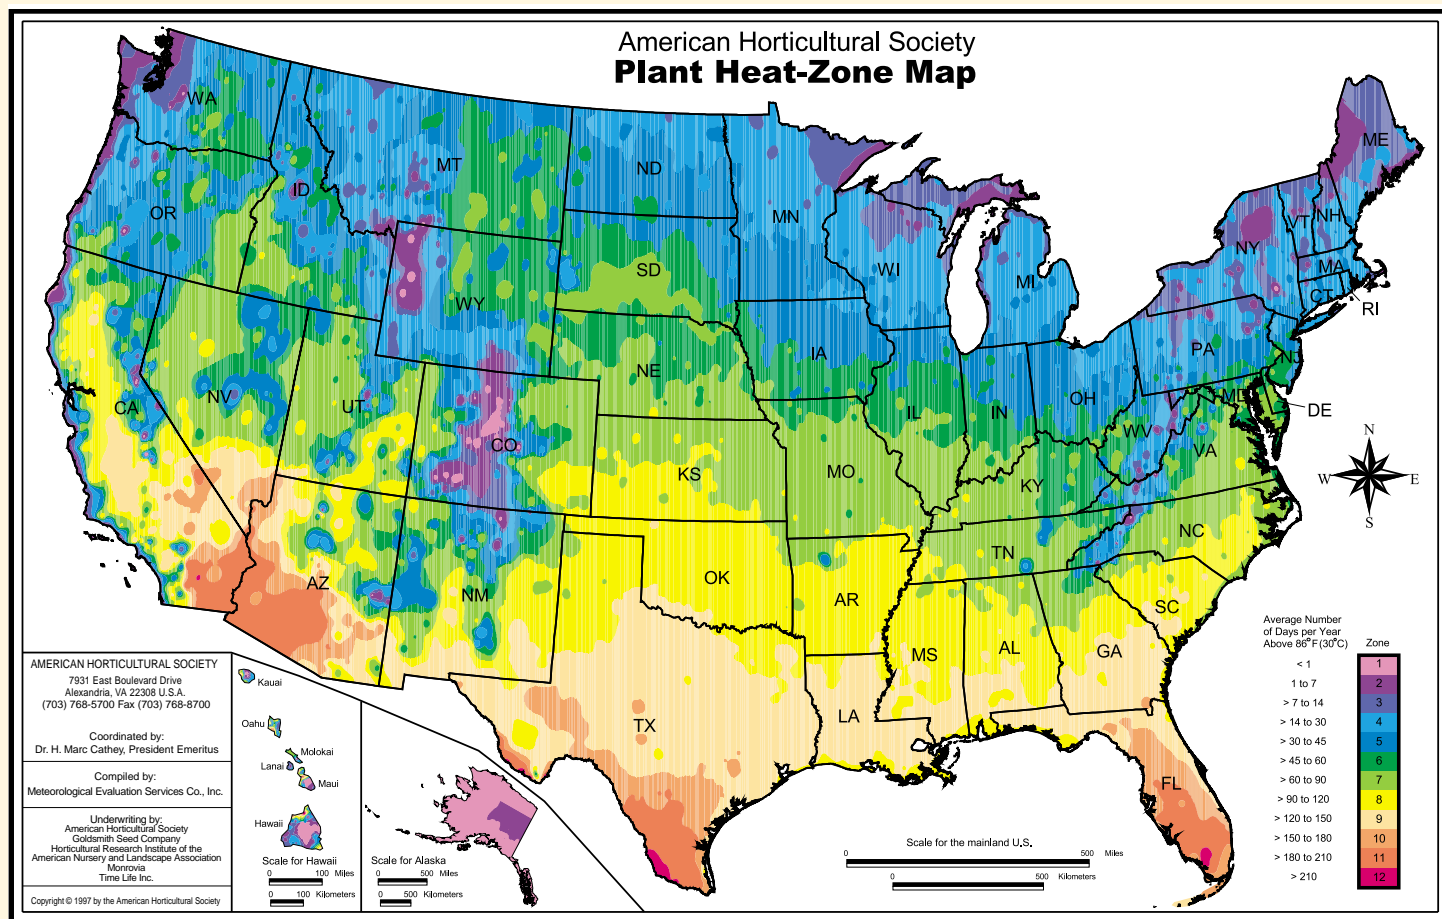 American Horticultural Society
Plant Heat-Zone Map
WA
MT
ND
ME
ID
OR
MN
VT
NH
NY
WI
SD
MI
MA
WY
CT
RI
IA
PA
NJ
NE
NV
UT
CA
IL
IN
OH
MD
DE
CO
WV
VA
KS
MO
KY
N
W
E
S
NC
TN
AZ
NM
OK
AR
SC
MS
AL
GA
TX
LA
FL
Average Number
of Days per Year
Above 86°F(30°C)
Zone
< 1 1
1 to 7 2
> 7 to 14 3
> 14 to 30 4
> 30 to 45 5
> 45 to 60 6
> 60 to 90 7
> 90 to 120 8
> 120 to 150 9
> 150 to 180 10
> 180 to 210 11
> 210 12
AMERICAN HORTICULTURAL SOCIETY
7931 East Boulevard Drive
Alexandria, VA 22308 U.S.A.
(703) 768-5700 Fax (703) 768-8700
Coordinated by:
Dr. H. Marc Cathey, President Emeritus
Compiled by:
Meteorological Evaluation Services Co., Inc.
Underwriting by:
American Horticultural Society
Goldsmith Seed Company
Horticultural Research Institute of the
American Nursery and Landscape Association
Monrovia
Time Life Inc.
Copyright © 1997 by the American Horticultural Society
Kauai
Oahu
Molokai
Lanai
Maui
Hawaii
Scale for Hawaii
0 100 Miles
0 100 Kilometers
Scale for Alaska
0 500 Miles
0 500 Kilometers
Scale for the mainland U.S.
0 500 Miles
0 500 Kilometers